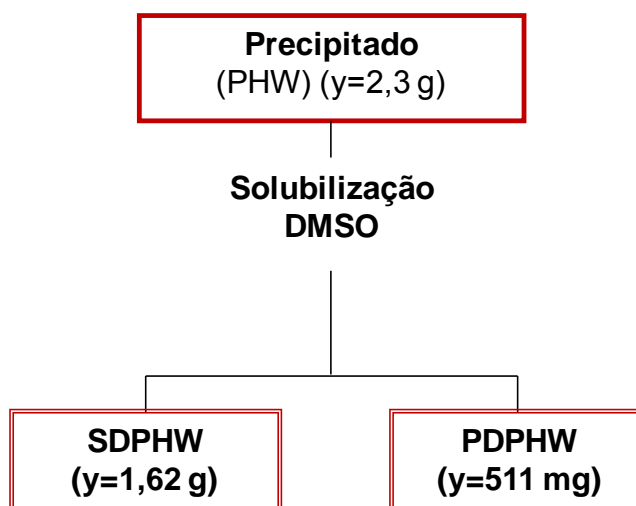 Precipitado
(PHW) (y=2,3 g)
Solubilização
DMSO
SDPHW
(y=1,62 g)
PDPHW
(y=511 mg)